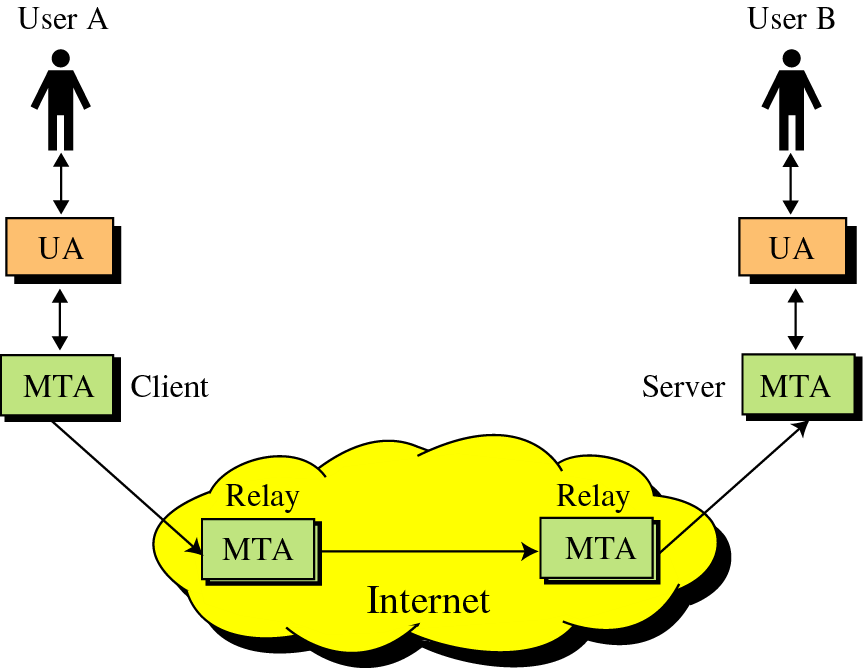 User A
User B
UA
UA
MTA
Client
Server
MTA
Relay
Relay
MTA
MTA
Internet